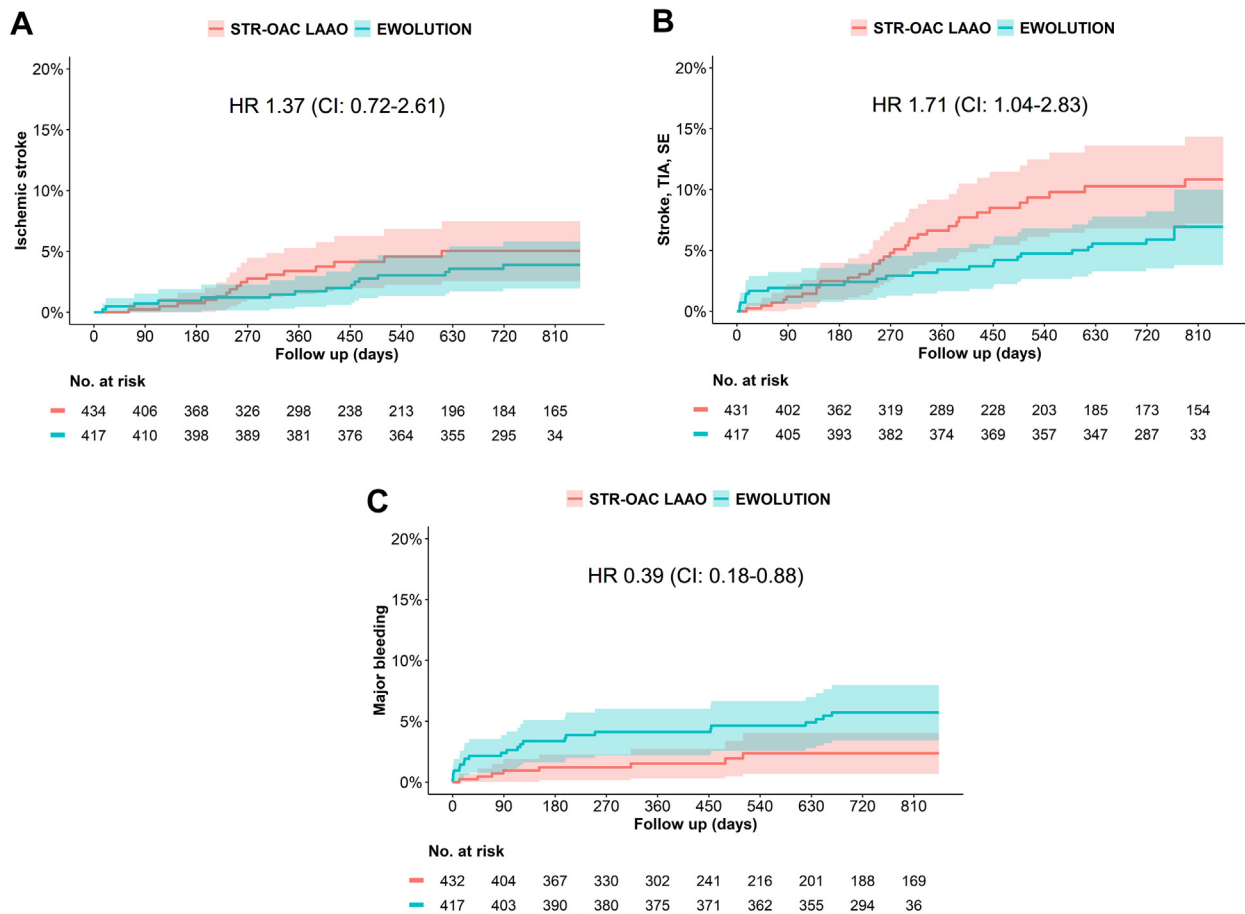 A
STR-OAC LAAO EWOLUTION
HR 1.37 (CI: 0.72-2.61)
Ischemic stroke
20%
15%
10%
5%
0%
0 90 180 270 360 450 540 630 720 810
Follow up (days)
No. at risk
434 406 368 326 298 238 213 196 184 165
417 410 398 389 381 376 364 355 295 34
B
STR-OAC LAAO EWOLUTION
HR 1.71 (CI: 1.04-2.83)
Stroke, TIA, SE
20%
15%
10%
5%
0%
0 90 180 270 360 450 540 630 720 810
Follow up (days)
No. at risk
431 402 362 319 289 228 203 185 173 154
417 405 393 382 374 369 357 347 287 33
C
STR-OAC LAAO EWOLUTION
HR 0.39 (CI: 0.18-0.88)
Major bleeding
20%
15%
10%
5%
0%
0 90 180 270 360 450 540 630 720 810
Follow up (days)
No. at risk
432 404 367 330 302 241 216 201 188 169
417 403 390 380 375 371 362 355 294 36